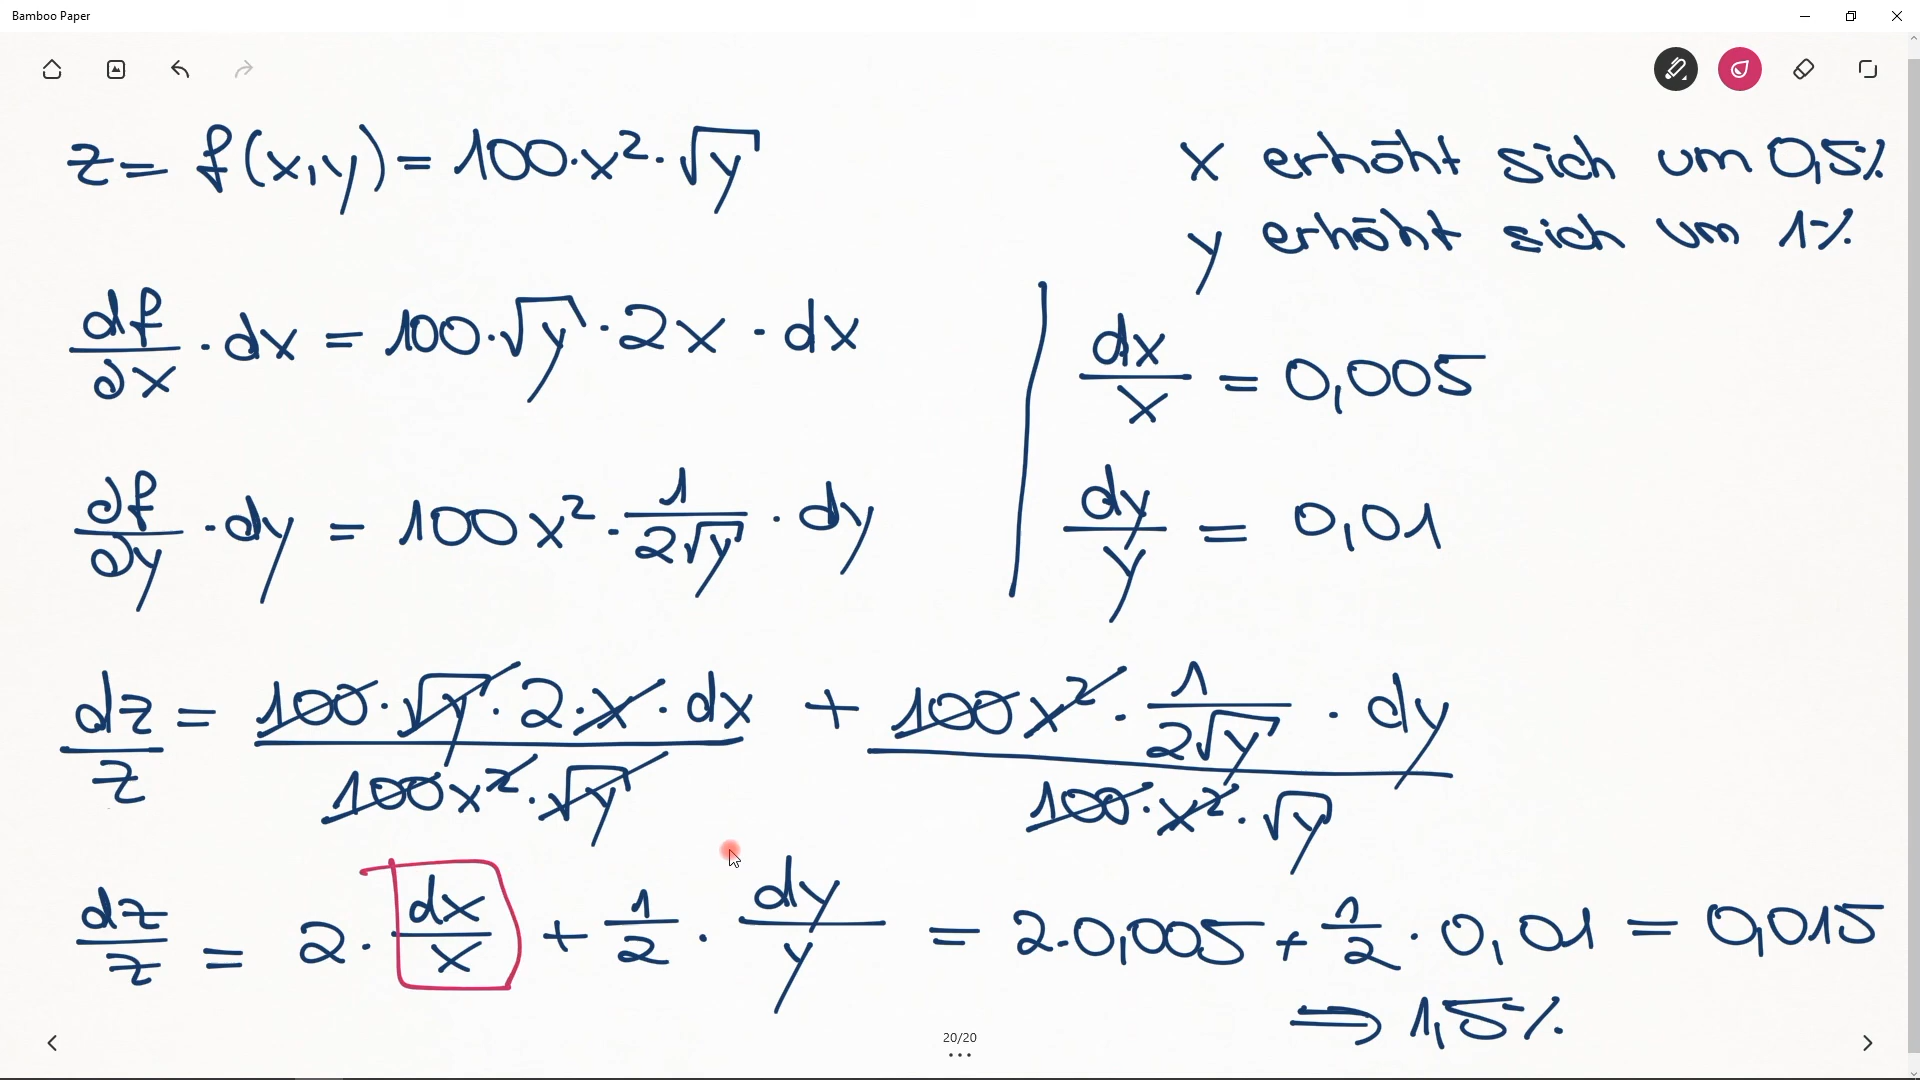 Bamboo Paper
z = f(x,y) = 100·x²·√y
x erhöht sich um 0,5%
y erhöht sich um 1%
df/∂x · dx = 100·√y·2x·dx
dx/x = 0,005
∂f/∂y · dy = 100x²·1/(2√y)·dy
dy/y = 0,01
dz/z = (100·√y·2·x·dx)/(100x²·√y) + (100x²·1/(2√y)·dy)/(100·x²·√y)
dz/z = 2·dx/x + 1/2·dy/y = 2·0,005 + 1/2·0,01 = 0,015
⇒ 1,5%
20/20